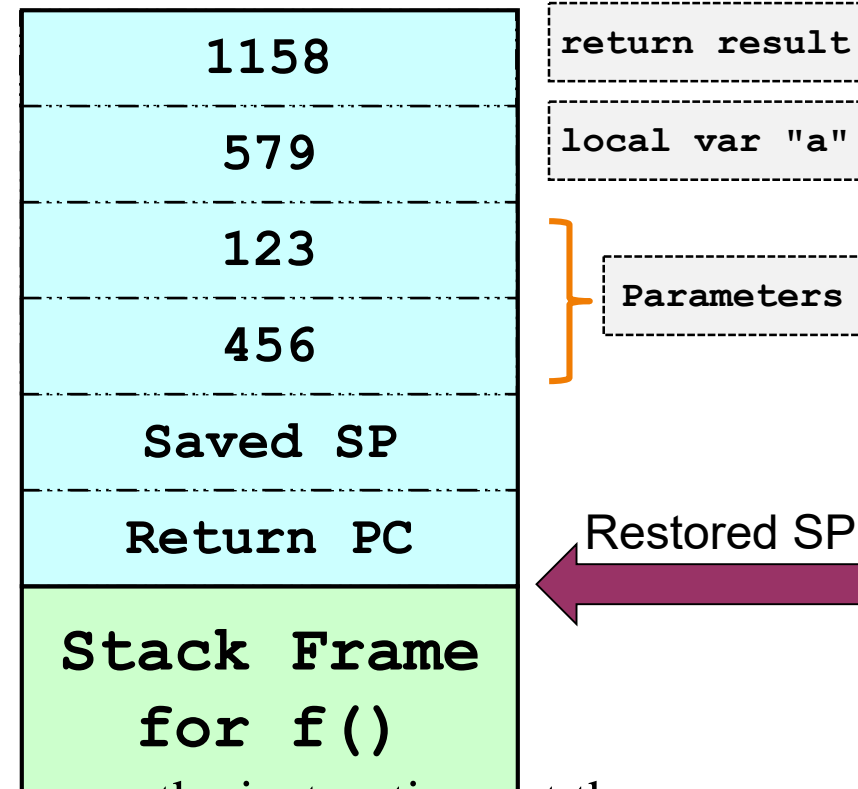 1158
return result
579
local var "a"
123
Parameters
456
Saved SP
Return PC
Restored SP
Stack Frame
for f()